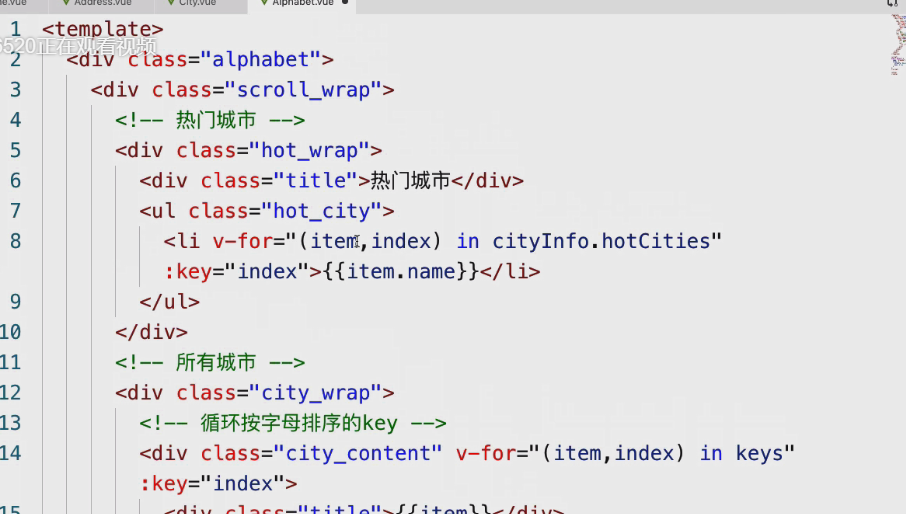 Address.vue
City.vue
Alphabet.vue
1 <template>
6520正在观看视频
2 <div class="alphabet">
3 <div class="scroll_wrap">
4 <!-- 热门城市 -->
5 <div class="hot_wrap">
6 <div class="title">热门城市</div>
7 <ul class="hot_city">
8 <li v-for="(item,index) in cityInfo.hotCities"
:key="index">{{item.name}}</li>
9 </ul>
10 </div>
11 <!-- 所有城市 -->
12 <div class="city_wrap">
13 <!-- 循环按字母排序的key -->
14 <div class="city_content" v-for="(item,index) in keys"
:key="index">
15 <div class="title">{{item}}</div>